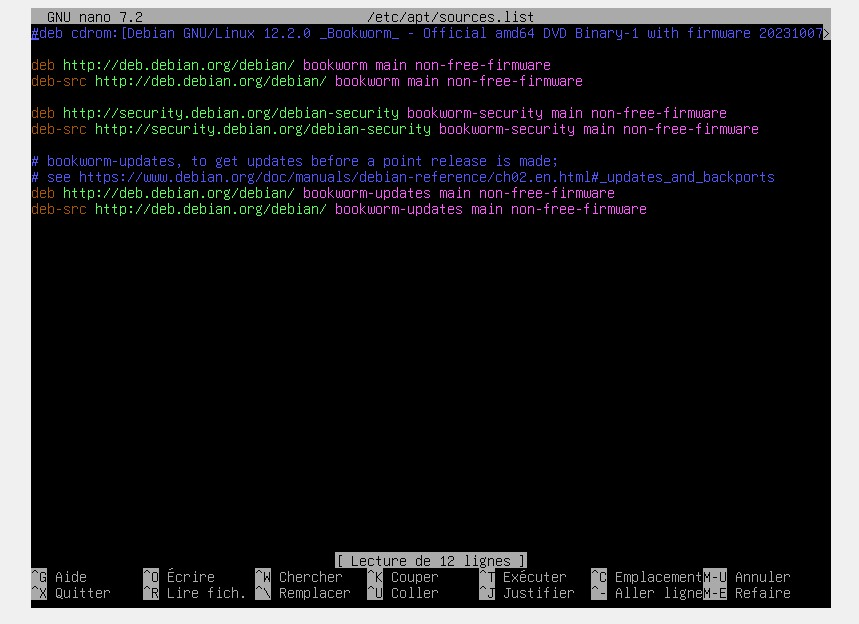 GNU nano 7.2 /etc/apt/sources.list
#deb cdrom:[Debian GNU/Linux 12.2.0 _Bookworm_ - Official amd64 DVD Binary-1 with firmware 20231007>
deb http://deb.debian.org/debian/ bookworm main non-free-firmware
deb-src http://deb.debian.org/debian/ bookworm main non-free-firmware
deb http://security.debian.org/debian-security bookworm-security main non-free-firmware
deb-src http://security.debian.org/debian-security bookworm-security main non-free-firmware
# bookworm-updates, to get updates before a point release is made;
# see https://www.debian.org/doc/manuals/debian-reference/ch02.en.html#_updates_and_backports
deb http://deb.debian.org/debian/ bookworm-updates main non-free-firmware
deb-src http://deb.debian.org/debian/ bookworm-updates main non-free-firmware
[ Lecture de 12 lignes ]
^G Aide ^O Écrire ^W Chercher ^K Couper ^T Exécuter ^C Emplacement M-U Annuler
^X Quitter ^R Lire fich. ^\ Remplacer ^U Coller ^J Justifier ^- Aller ligne M-E Refaire